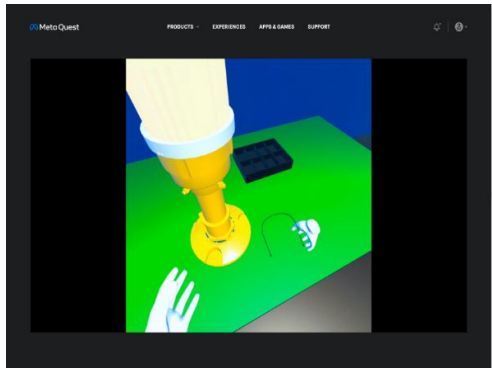 Meta Quest
PRODUCTS
EXPERIENCES
APPS & GAMES
SUPPORT